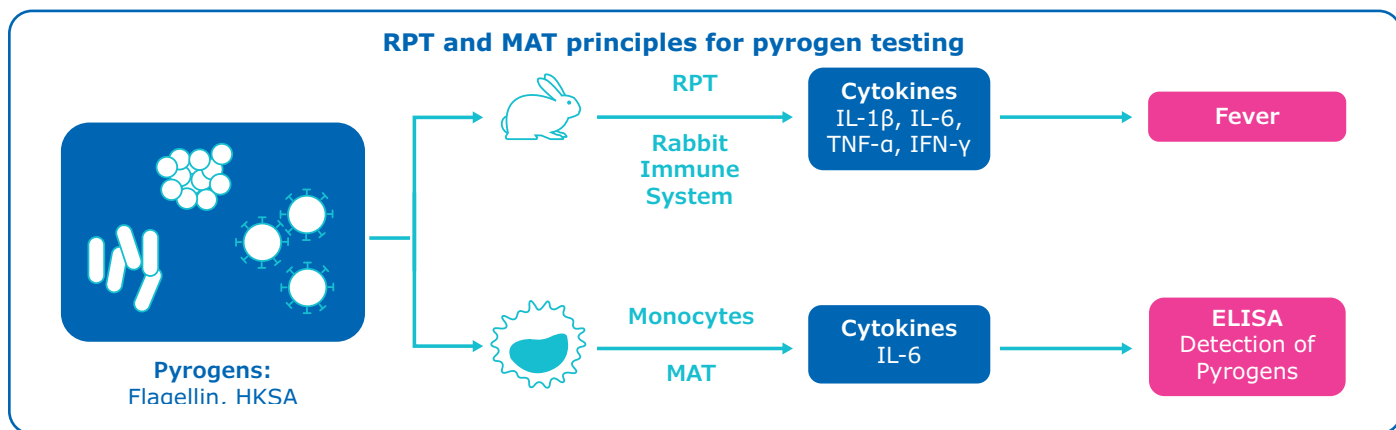 RPT and MAT principles for pyrogen testing
RPT
Rabbit
Immune
System
Cytokines
IL-1β, IL-6,
TNF-α, IFN-γ
Fever
Monocytes
MAT
Cytokines
IL-6
ELISA
Detection of
Pyrogens
Pyrogens:
Flagellin, HKSA